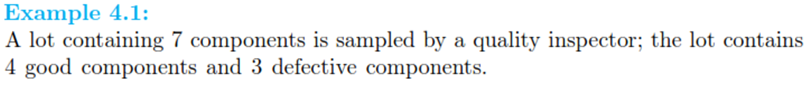 Example 4.1:
A lot containing 7 components is sampled by a quality inspector; the lot contains
4 good components and 3 defective components.